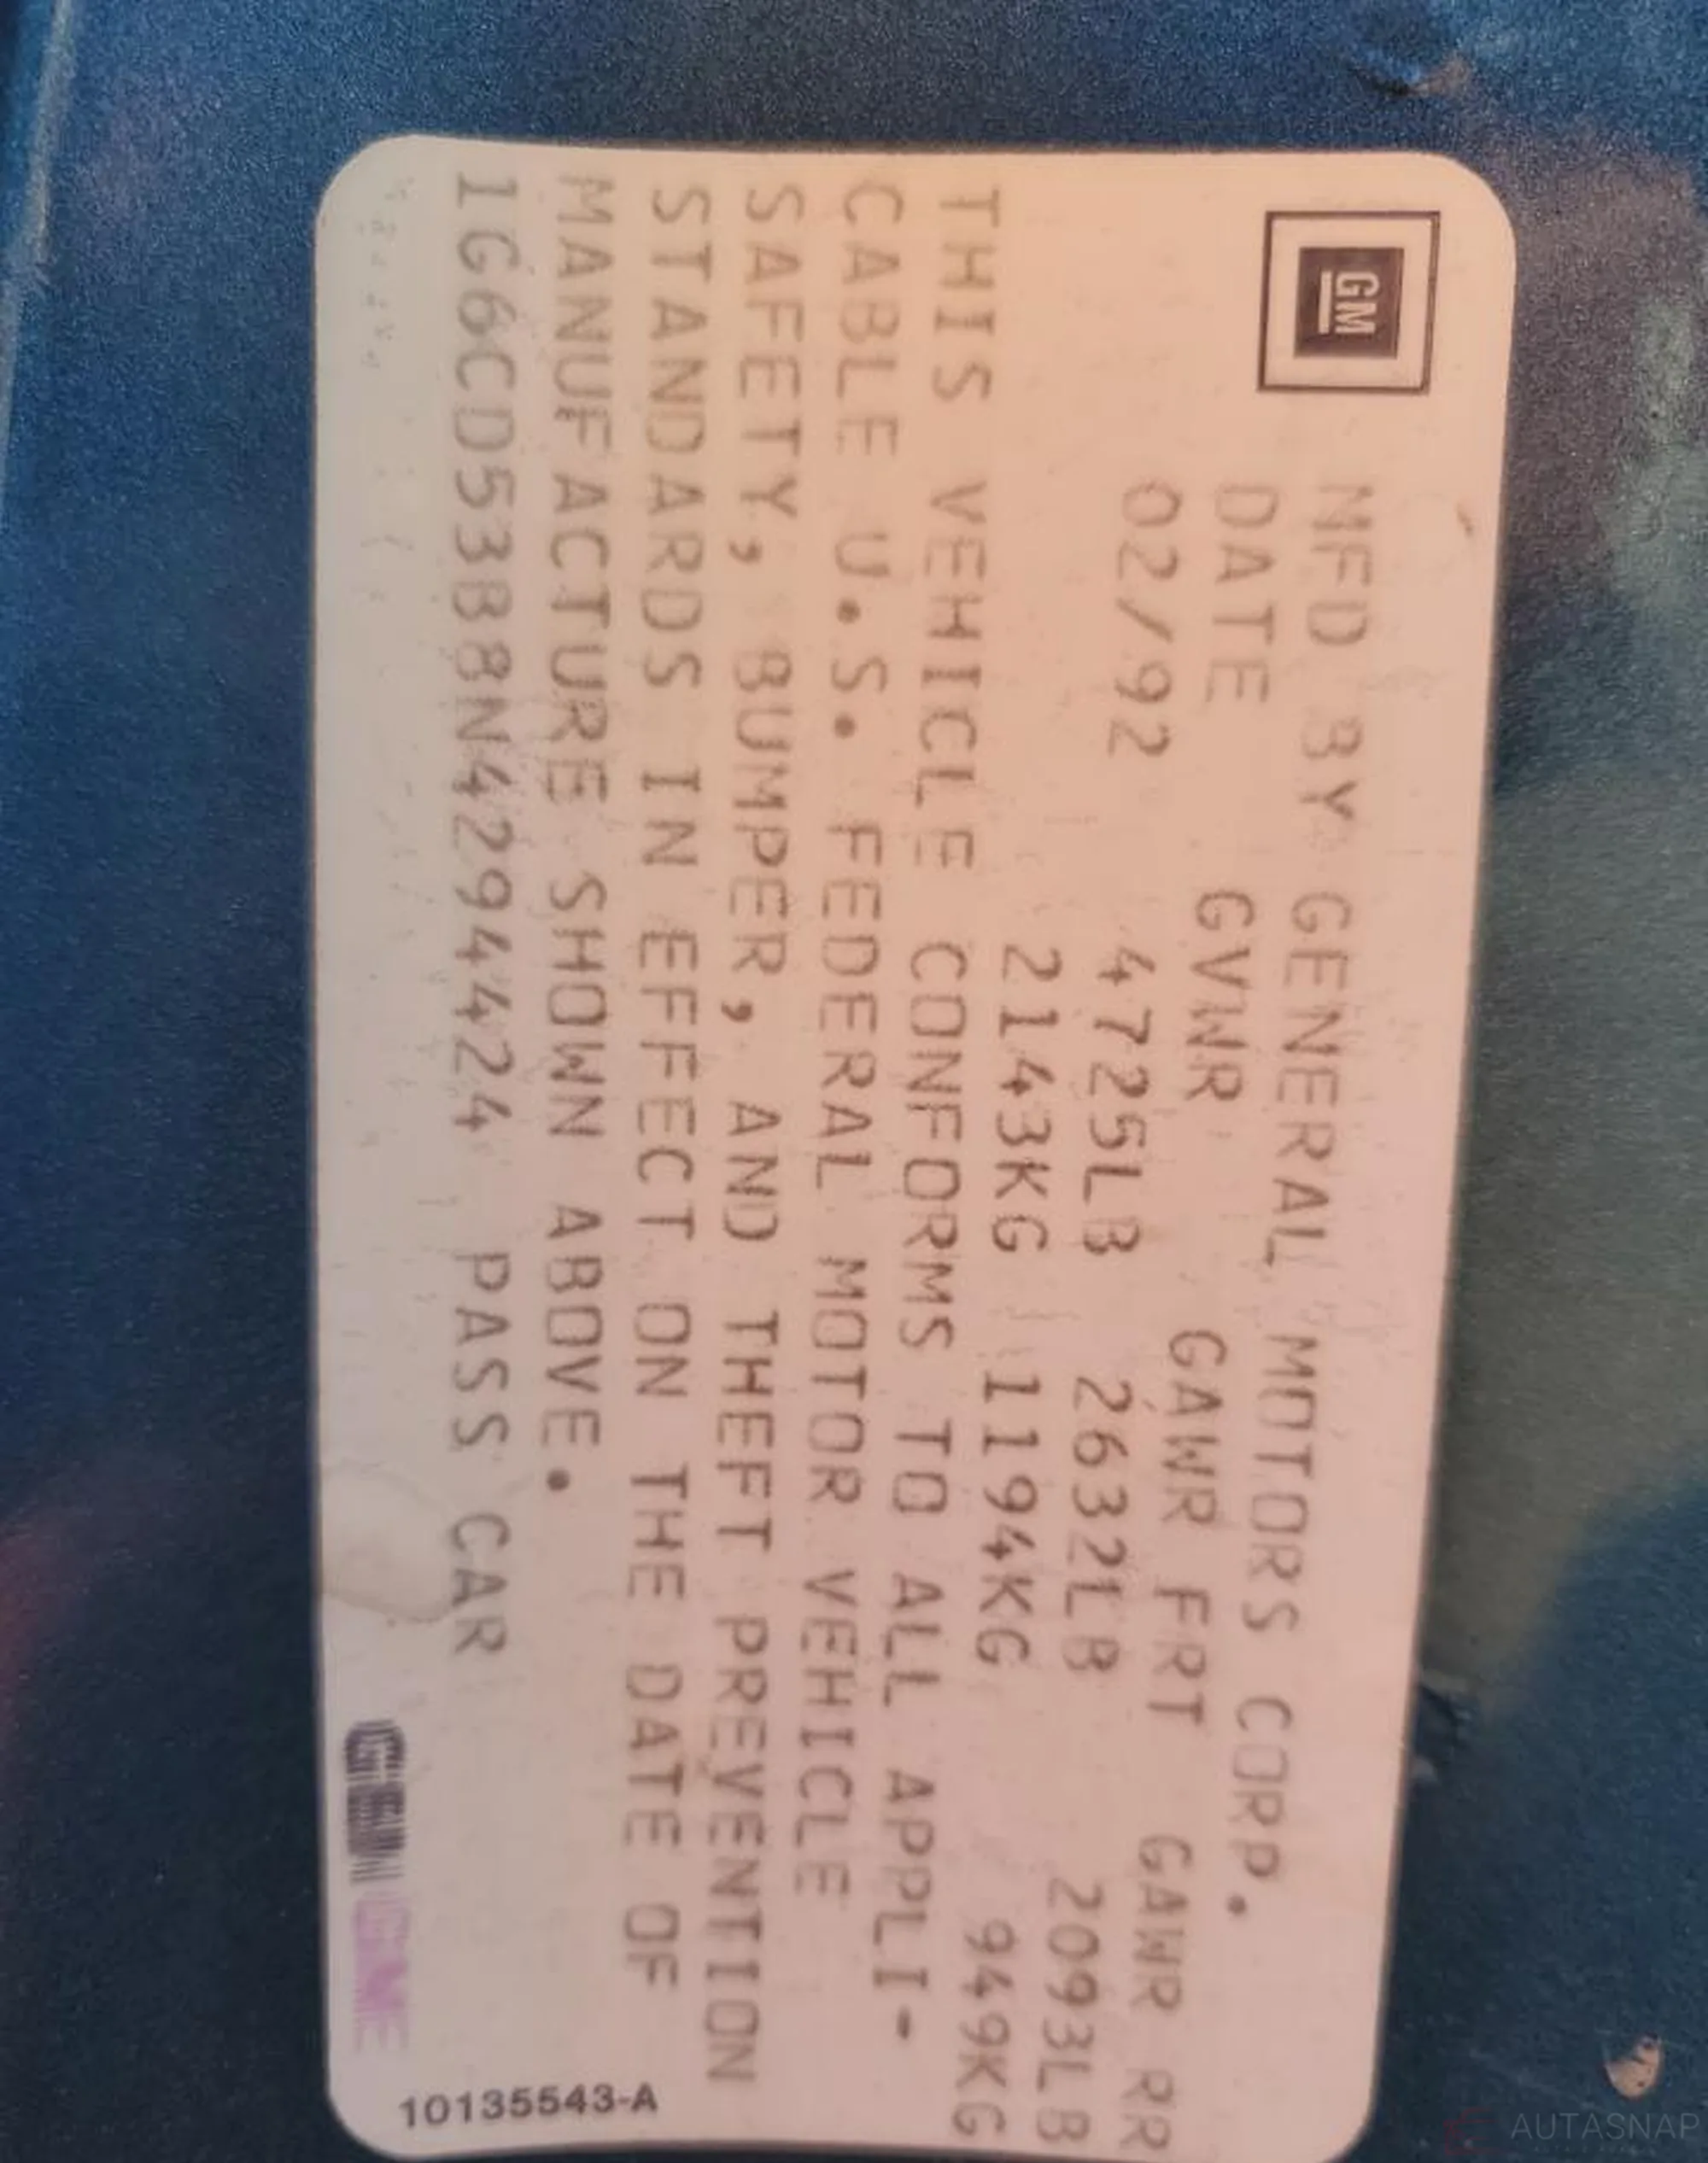 GM
MFD BY GENERAL MOTORS CORP.
DATE GVWR GAWR FRT GAWR RR
02/92 4725LB 2632LB 2093LB
2143KG 1194KG 949KG
THIS VEHICLE CONFORMS TO ALL APPLI-
CABLE U.S. FEDERAL MOTOR VEHICLE
SAFETY, BUMPER, AND THEFT PREVENTION
STANDARDS IN EFFECT ON THE DATE OF
MANUFACTURE SHOWN ABOVE.
1G6CD53B8N4294424 PASS CAR
10135543-A
AUTASNAP